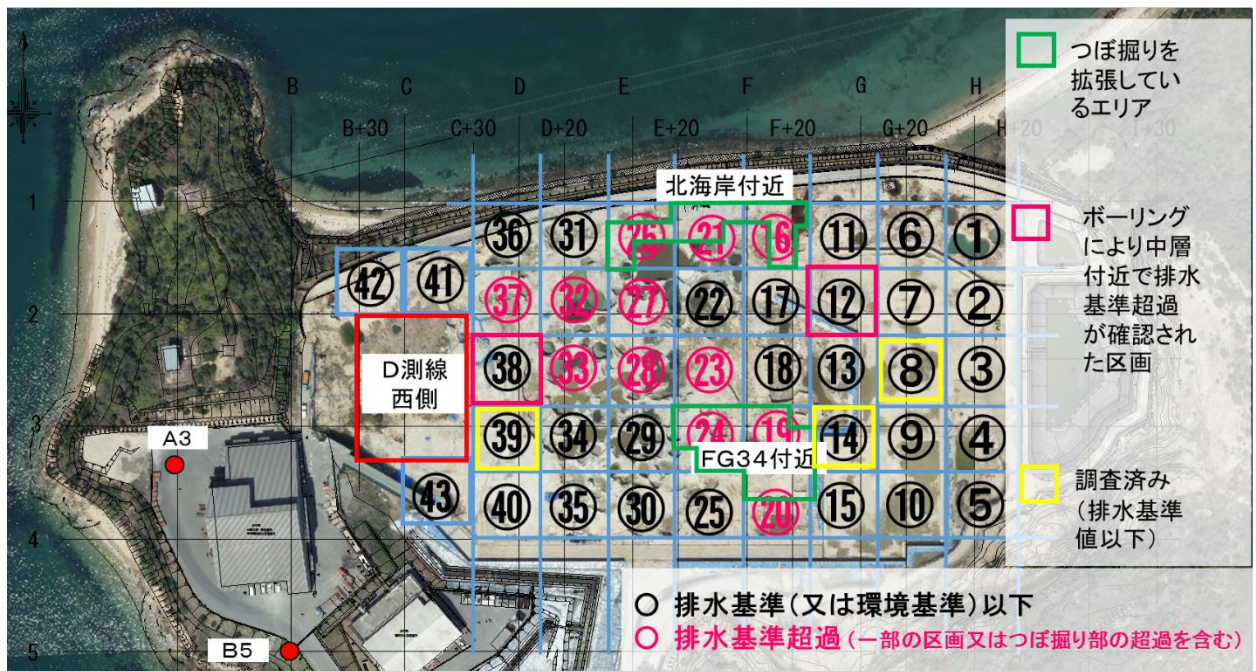 A
B
C
D
E
F
G
H
B+30
C+30
D+20
E+20
F+20
G+20
H+20
I+30
1
2
3
4
5
北海岸付近
㊱ ㉛ ㉖ ㉑ ⑯ ⑪ ⑥ ①
㊷ ㊶ ㊲ ㉜ ㉗ ㉒ ⑰ ⑫ ⑦ ②
D測線
西側
㊳ ㉝ ㉘ ㉓ ⑱ ⑬ ⑧ ③
㊴ ㉞ ㉙ ㉔ ⑲ ⑭ ⑨ ④
FG34付近
㊸ ㊵ ㉟ ㉚ ㉕ ⑳ ⑮ ⑩ ⑤
A3
B5
つぼ掘りを
拡張してい
るエリア
ボーリング
により中層
付近で排水
基準超過
が確認され
た区画
調査済み
(排水基準
値以下)
○ 排水基準(又は環境基準)以下
○ 排水基準超過(一部の区画又はつぼ掘り部の超過を含む)